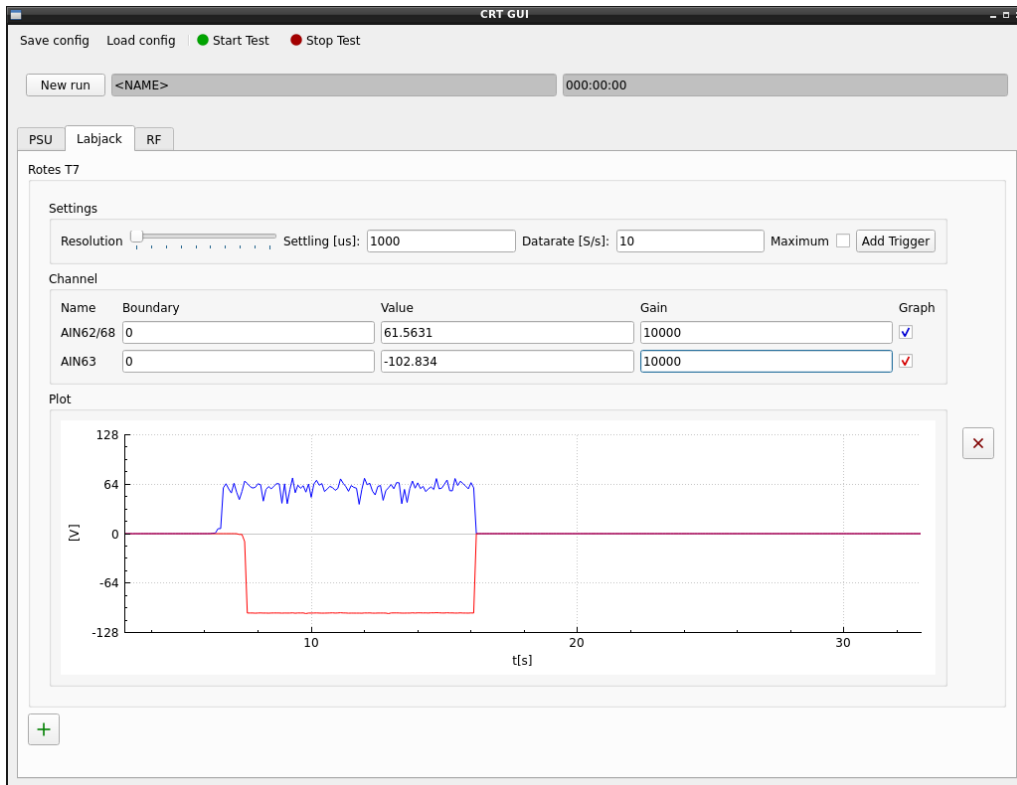 CRT GUI
Save config Load config Start Test Stop Test
New run <NAME> 000:00:00
PSU Labjack RF
Rotes T7
Settings
Resolution Settling [us]: 1000 Datarate [S/s]: 10 Maximum Add Trigger
Channel
Name Boundary Value Gain Graph
AIN62/68 0 61.5631 10000
AIN63 0 -102.834 10000
Plot
128
64
0
-64
-128
[V]
10 20 30
t[s]